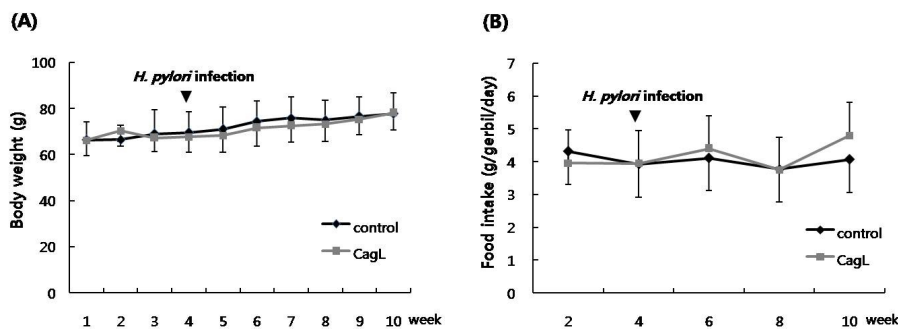 (A)
Body weight (g)
100
80
60
40
20
0
H. pylori infection
control
CagL
1 2 3 4 5 6 7 8 9 10 week
(B)
Food intake (g/gerbil/day)
7
6
5
4
3
2
1
0
H. pylori infection
control
CagL
2 4 6 8 10 week